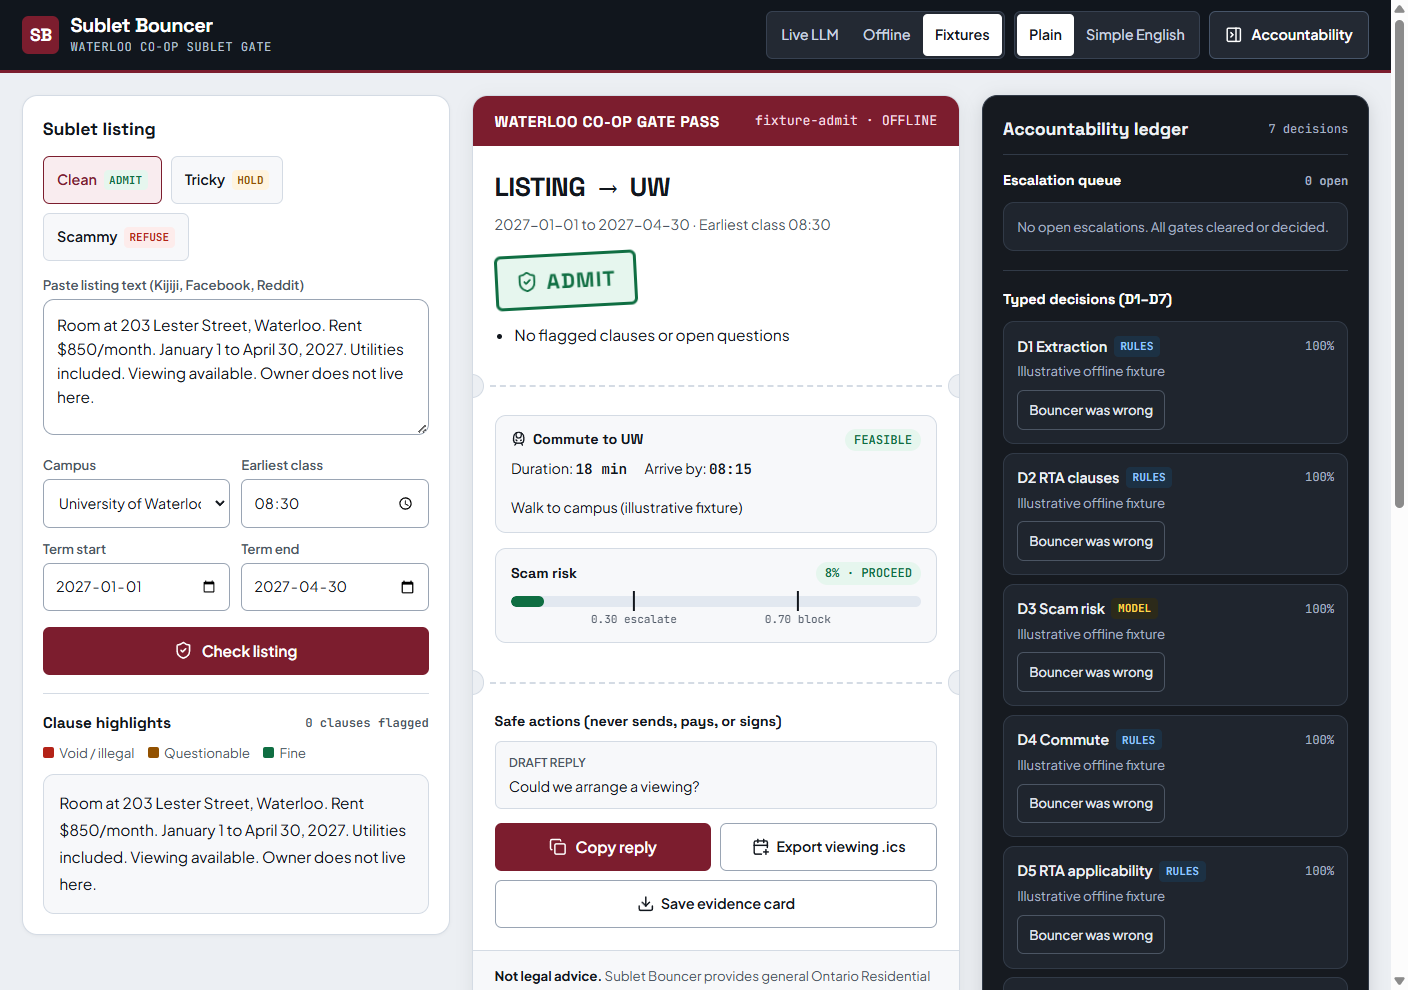 SB
Sublet Bouncer
WATERLOO CO-OP SUBLET GATE
Live LLM
Offline
Fixtures
Plain
Simple English
Accountability
Sublet listing
Clean ADMIT
Tricky HOLD
Scammy REFUSE
Paste listing text (Kijiji, Facebook, Reddit)
Room at 203 Lester Street, Waterloo. Rent
$850/month. January 1 to April 30, 2027. Utilities
included. Viewing available. Owner does not live
here.
Campus
Earliest class
University of Waterloo
08:30
Term start
Term end
2027-01-01
2027-04-30
Check listing
Clause highlights
0 clauses flagged
Void / illegal
Questionable
Fine
Room at 203 Lester Street, Waterloo. Rent
$850/month. January 1 to April 30, 2027. Utilities
included. Viewing available. Owner does not live
here.
WATERLOO CO-OP GATE PASS
fixture-admit · OFFLINE
LISTING → UW
2027-01-01 to 2027-04-30 · Earliest class 08:30
ADMIT
• No flagged clauses or open questions
Commute to UW
FEASIBLE
Duration: 18 min Arrive by: 08:15
Walk to campus (illustrative fixture)
Scam risk
8% · PROCEED
0.30 escalate
0.70 block
Safe actions (never sends, pays, or signs)
DRAFT REPLY
Could we arrange a viewing?
Copy reply
Export viewing .ics
Save evidence card
Not legal advice. Sublet Bouncer provides general Ontario Residential
Accountability ledger
7 decisions
Escalation queue
0 open
No open escalations. All gates cleared or decided.
Typed decisions (D1–D7)
D1 Extraction RULES 100%
Illustrative offline fixture
Bouncer was wrong
D2 RTA clauses RULES 100%
Illustrative offline fixture
Bouncer was wrong
D3 Scam risk MODEL 100%
Illustrative offline fixture
Bouncer was wrong
D4 Commute RULES 100%
Illustrative offline fixture
Bouncer was wrong
D5 RTA applicability RULES 100%
Illustrative offline fixture
Bouncer was wrong